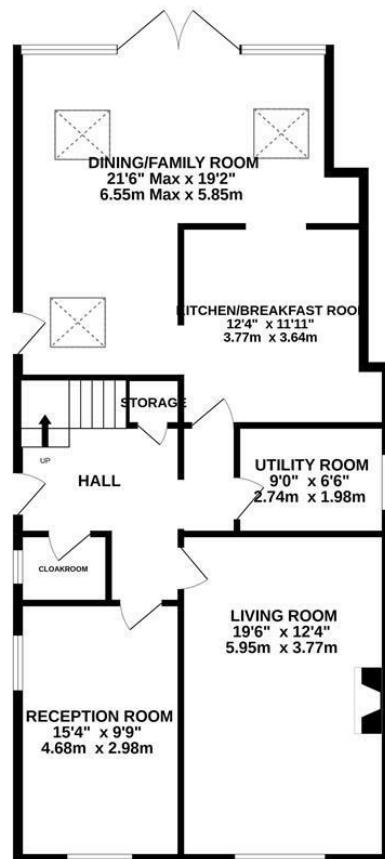 DINING/FAMILY ROOM
21'6" Max x 19'2"
6.55m Max x 5.85m
KITCHEN/BREAKFAST ROOM
12'4" x 11'11"
3.77m x 3.64m
STORAGE
UP
HALL
UTILITY ROOM
9'0" x 6'6"
2.74m x 1.98m
CLOAKROOM
LIVING ROOM
19'6" x 12'4"
5.95m x 3.77m
RECEPTION ROOM
15'4" x 9'9"
4.68m x 2.98m